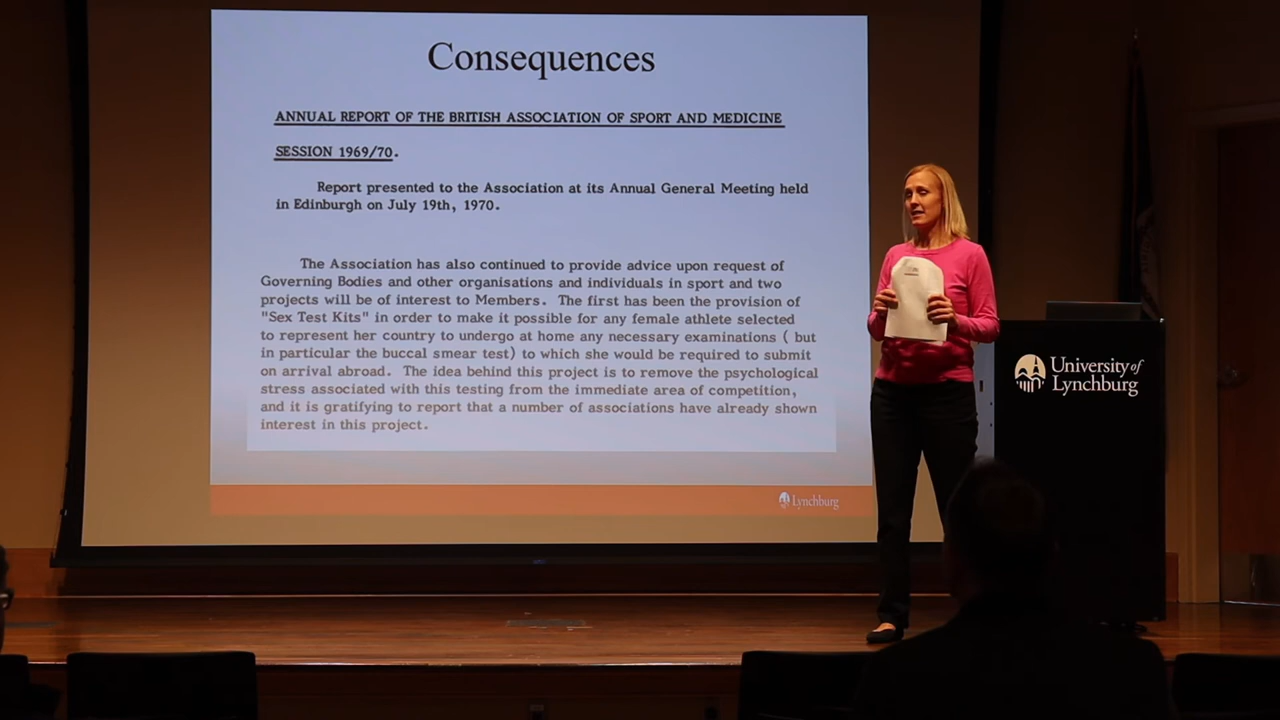 Consequences
ANNUAL REPORT OF THE BRITISH ASSOCIATION OF SPORT AND MEDICINE
SESSION 1969/70.
Report presented to the Association at its Annual General Meeting held
in Edinburgh on July 19th, 1970.
The Association has also continued to provide advice upon request of
Governing Bodies and other organisations and individuals in sport and two
projects will be of interest to Members. The first has been the provision of
"Sex Test Kits" in order to make it possible for any female athlete selected
to represent her country to undergo at home any necessary examinations ( but
in particular the buccal smear test) to which she would be required to submit
on arrival abroad. The idea behind this project is to remove the psychological
stress associated with this testing from the immediate area of competition,
and it is gratifying to report that a number of associations have already shown
interest in this project.
Lynchburg
University of
Lynchburg